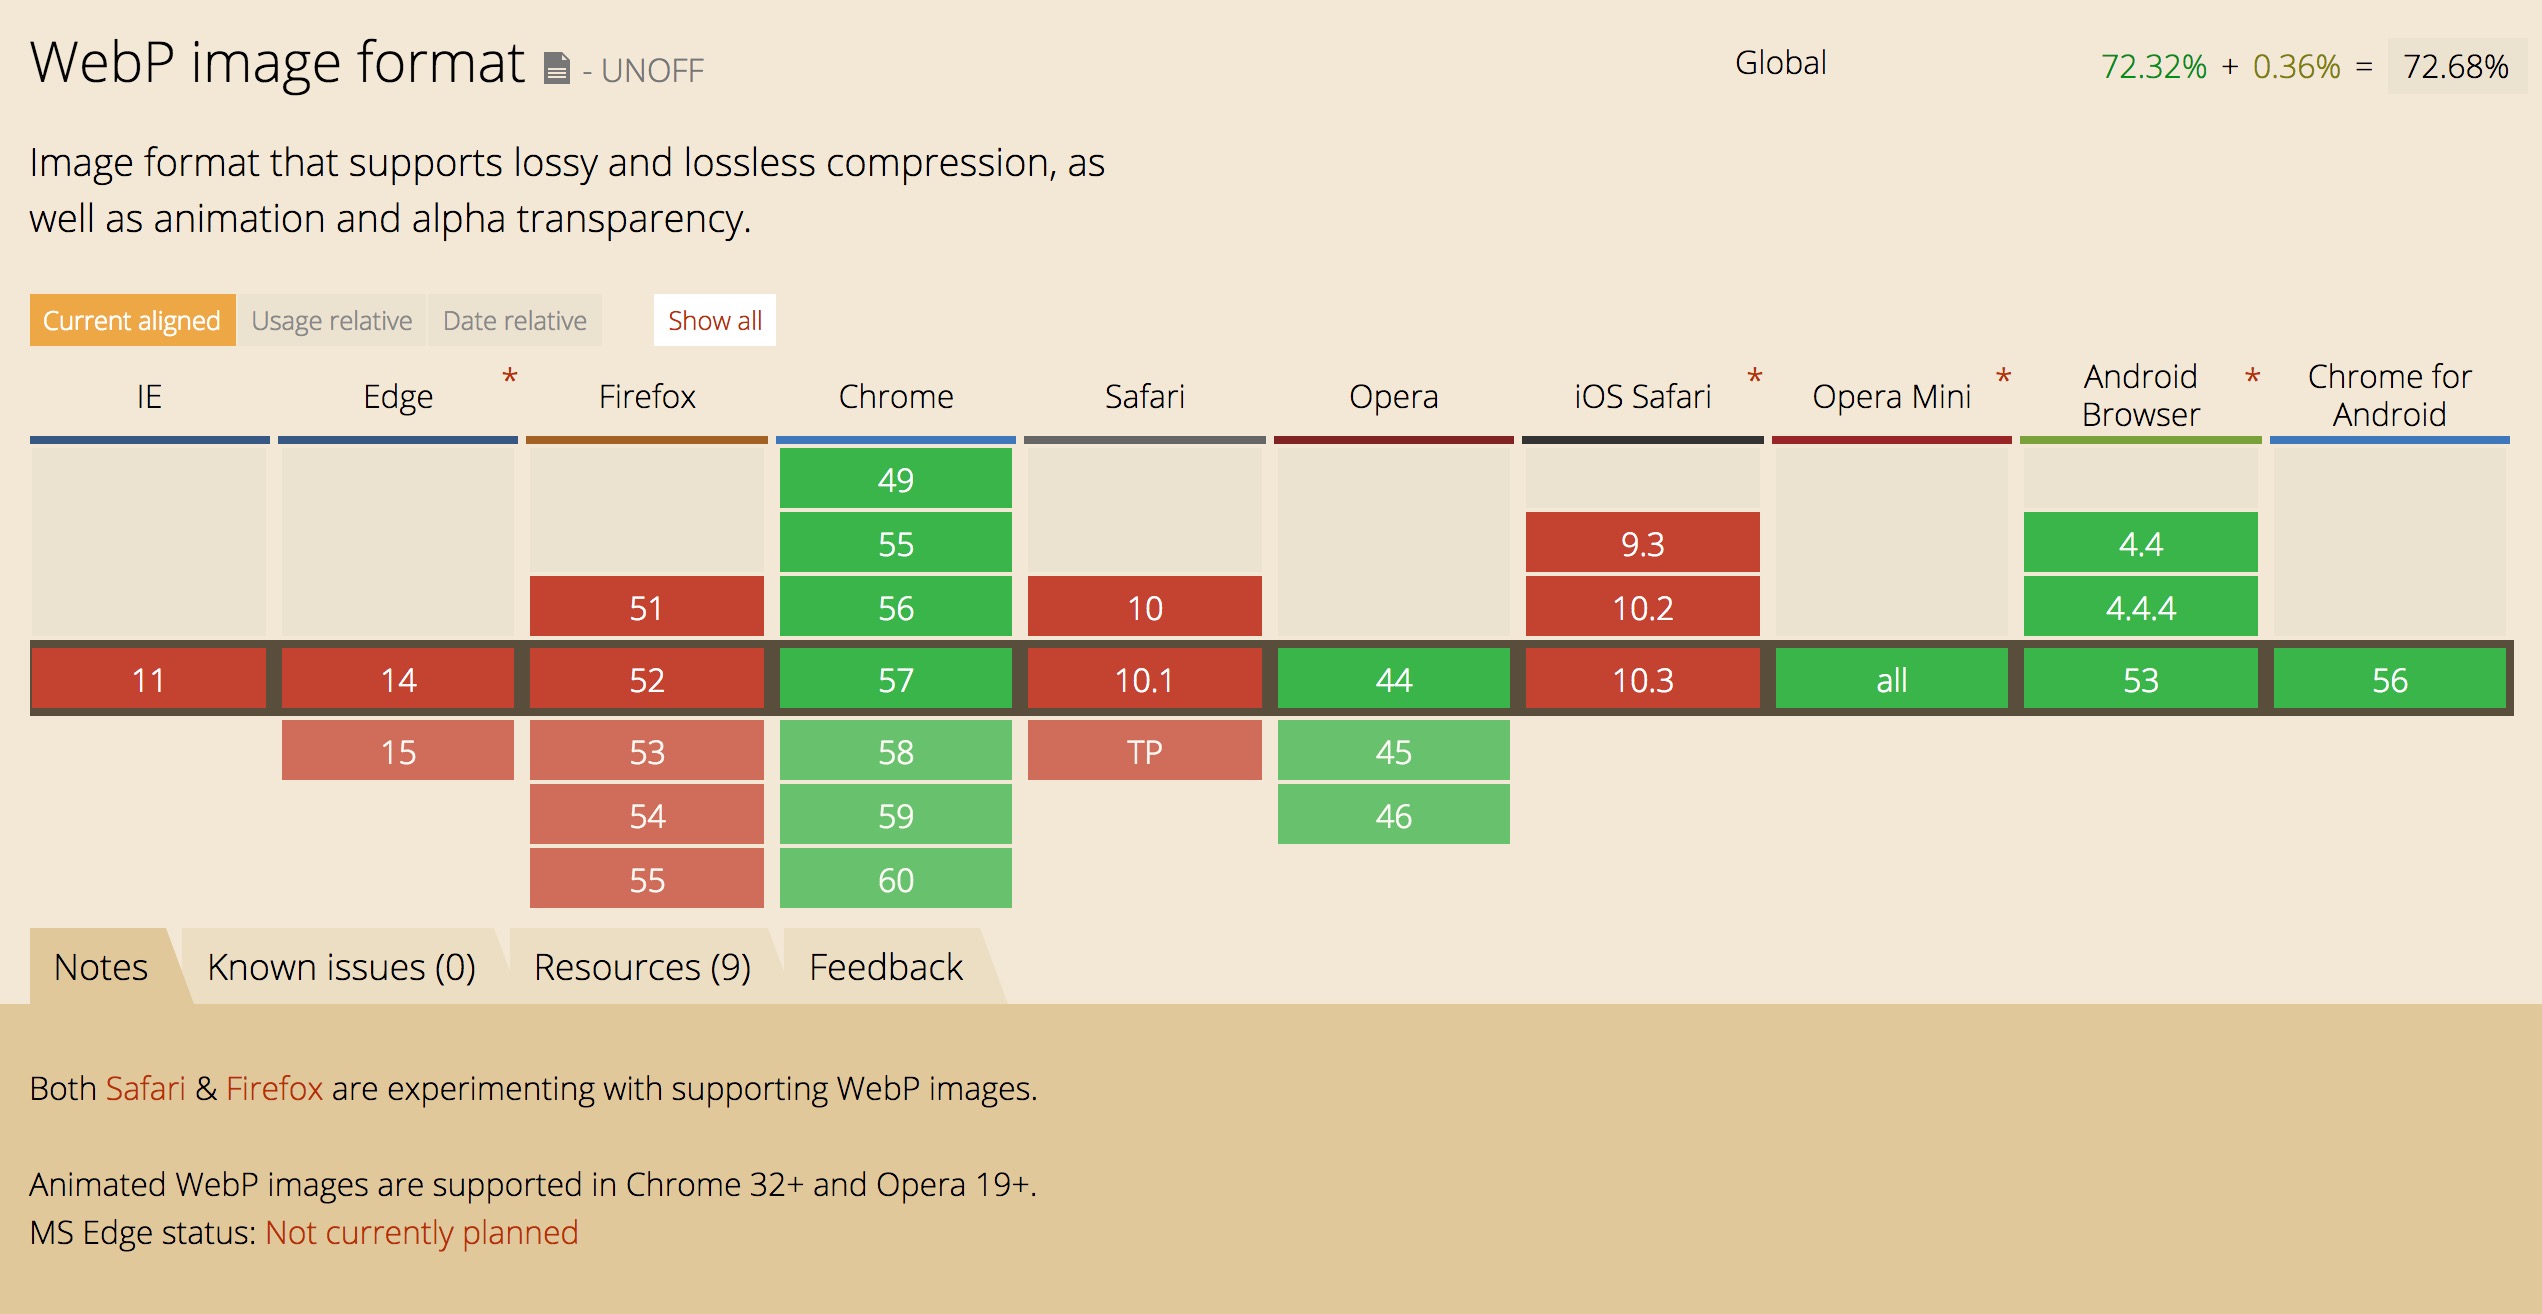 WebP image format - UNOFF
Global 72.32% + 0.36% = 72.68%
Image format that supports lossy and lossless compression, as
well as animation and alpha transparency.
Current aligned Usage relative Date relative Show all
IE Edge * Firefox Chrome Safari Opera iOS Safari * Opera Mini * Android Browser * Chrome for Android
49
55 9.3 4.4
51 56 10 10.2 4.4.4
11 14 52 57 10.1 44 10.3 all 53 56
15 53 58 TP 45
54 59 46
55 60
Notes Known issues (0) Resources (9) Feedback
Both Safari & Firefox are experimenting with supporting WebP images.
Animated WebP images are supported in Chrome 32+ and Opera 19+.
MS Edge status: Not currently planned